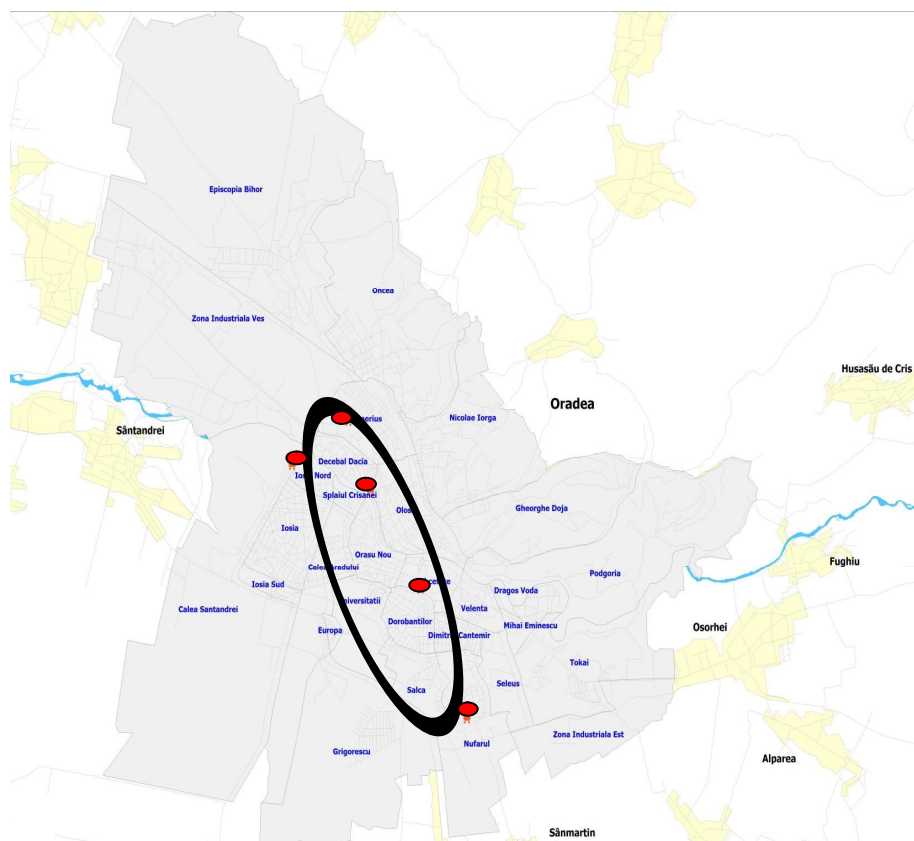 Episcopia Bihor
Oncea
Zona Industriala Ves
Husasău de Cris
Oradea
Nicolae Iorga
Sântandrei
Decebal Dacia
Nord
Splaiul Crisanei
Gheorghe Doja
Iosia
Orasu Nou
Fughiu
Podgoria
Iosia Sud
Dragos Voda
Calea Santandrei
Velenta
Dorobantilor
Mihai Eminescu
Osorhei
Europa
Cantemir
Tokai
Seleus
Salca
Zona Industriala Est
Nufarul
Grigorescu
Alparea
Sânmartin